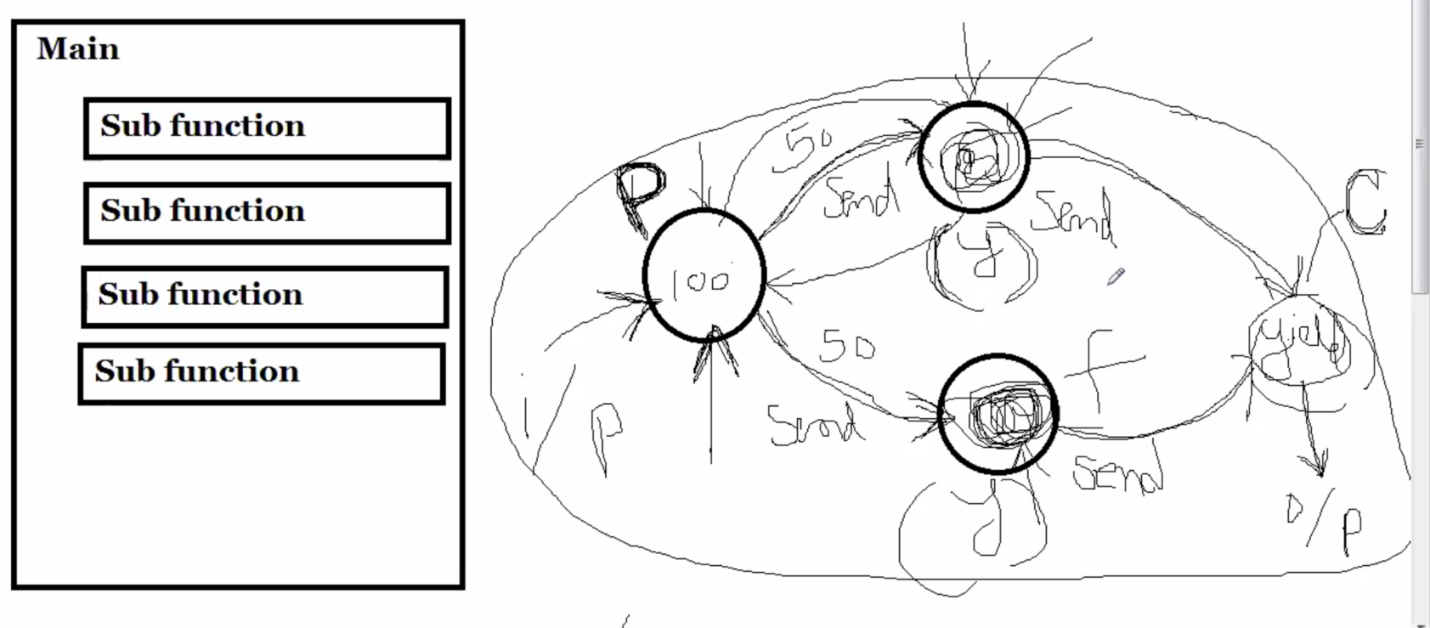 Main
Sub function
Sub function
Sub function
Sub function
50
P
Send
Send
C
100
y
50
F
yield
P
Send
Send
y
O/P